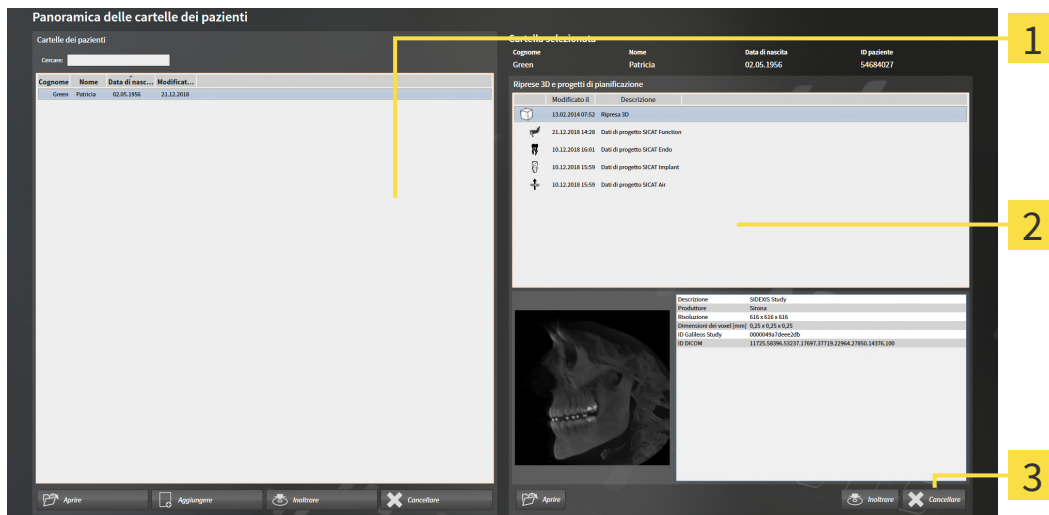 Panoramica delle cartelle dei pazienti
Cartelle dei pazienti
Cercare:
Cognome Nome Data di nasc... Modificat...
Green Patricia 02.05.1956 21.12.2018
Aprire Aggiungere Inoltrare Cancellare
Cartella selezionata
Cognome Nome Data di nascita ID paziente
Green Patricia 02.05.1956 54684027
Riprese 3D e progetti di pianificazione
Modificato il Descrizione
13.02.2014 07:52 Ripresa 3D
21.12.2018 14:28 Dati di progetto SICAT Function
10.12.2018 16:01 Dati di progetto SICAT Endo
10.12.2018 15:59 Dati di progetto SICAT Implant
10.12.2018 15:59 Dati di progetto SICAT Air
Descrizione SIDEXIS Study
Produttore Sirona
Risoluzione 616 x 616 x 616
Dimensioni dei voxel [mm] 0,25 x 0,25 x 0,25
ID Galileos Study 0000049a7deee2db
ID DICOM 11725.58396.53237.17697.37719.22964.27850.14376.100
Aprire Inoltrare Cancellare
1
2
3